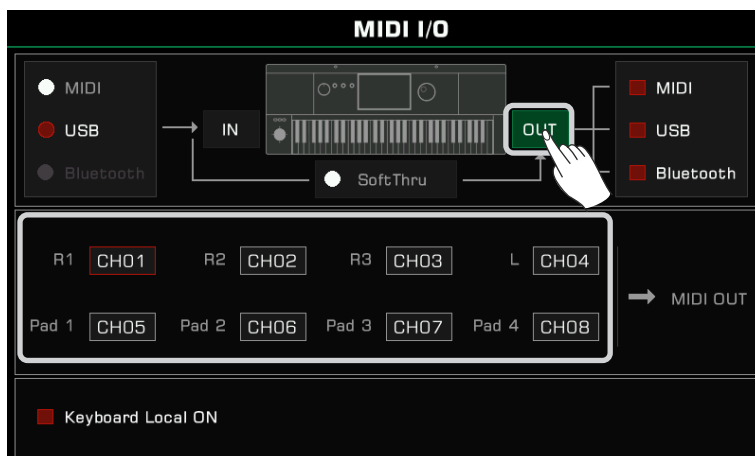 MIDI I/O
MIDI
USB
Bluetooth
IN
SoftThru
OUT
MIDI
USB
Bluetooth
R1 CH01 R2 CH02 R3 CH03 L CH04
Pad 1 CH05 Pad 2 CH06 Pad 3 CH07 Pad 4 CH08
MIDI OUT
Keyboard Local ON